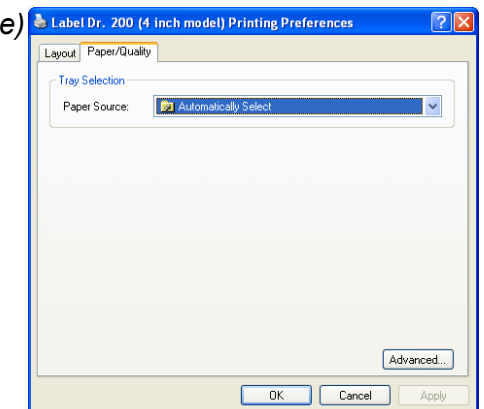 e)
Label Dr. 200 (4 inch model) Printing Preferences
Layout Paper/Quality
Tray Selection
Paper Source: Automatically Select
Advanced...
OK Cancel Apply